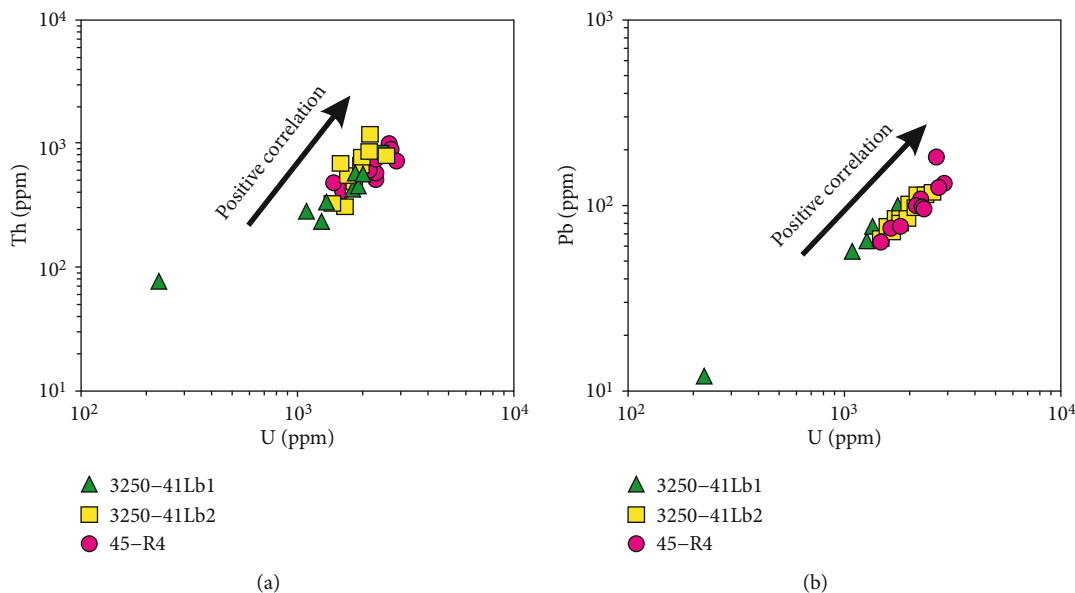 10⁴
10³
10²
10¹
Th (ppm)
Positive correlation
10² 10³ 10⁴
U (ppm)
3250–41Lb1
3250–41Lb2
45–R4
(a)
10³
10²
10¹
Pb (ppm)
Positive correlation
10² 10³ 10⁴
U (ppm)
3250–41Lb1
3250–41Lb2
45–R4
(b)